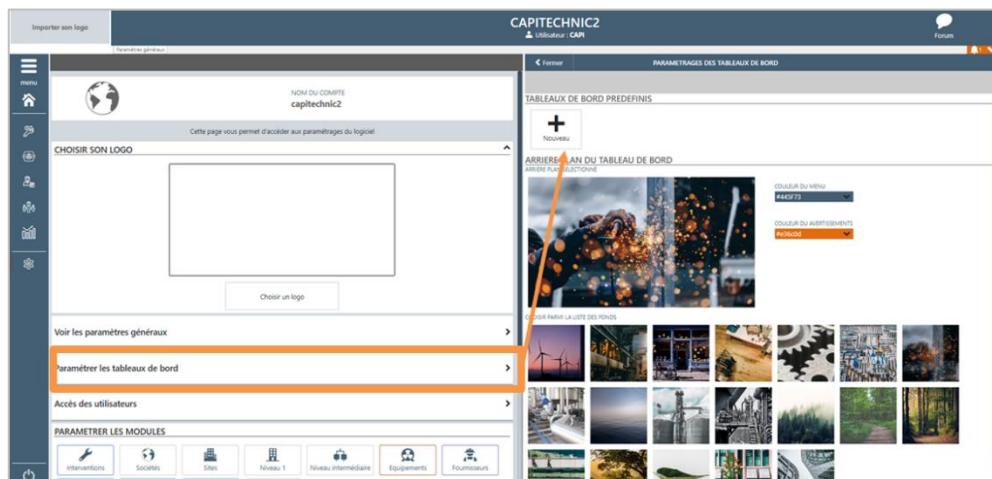 Importer son logo
CAPITECHNIC2
Utilisateur : CAPI
Forum
Paramètres généraux
1
menu
Fermer
PARAMETRAGES DES TABLEAUX DE BORD
NOM DU COMPTE
capitechnic2
Cette page vous permet d'accéder aux paramétrages du logiciel
CHOISIR SON LOGO
Choisir un logo
Voir les paramètres généraux
Paramétrer les tableaux de bord
Accès des utilisateurs
PARAMETRER LES MODULES
Interventions
Sociétés
Sites
Niveau 1
Niveau intermédiaire
Equipements
Fournisseurs
TABLEAUX DE BORD PREDEFINIS
Nouveau
ARRIERE PLAN DU TABLEAU DE BORD
ARRIERE PLAN SELECTIONNE
COULEUR DU MENU
#445F73
COULEUR DU AVERTISSEMENTS
#e36c0d
CHOISIR PARMI LA LISTE DES FONDS